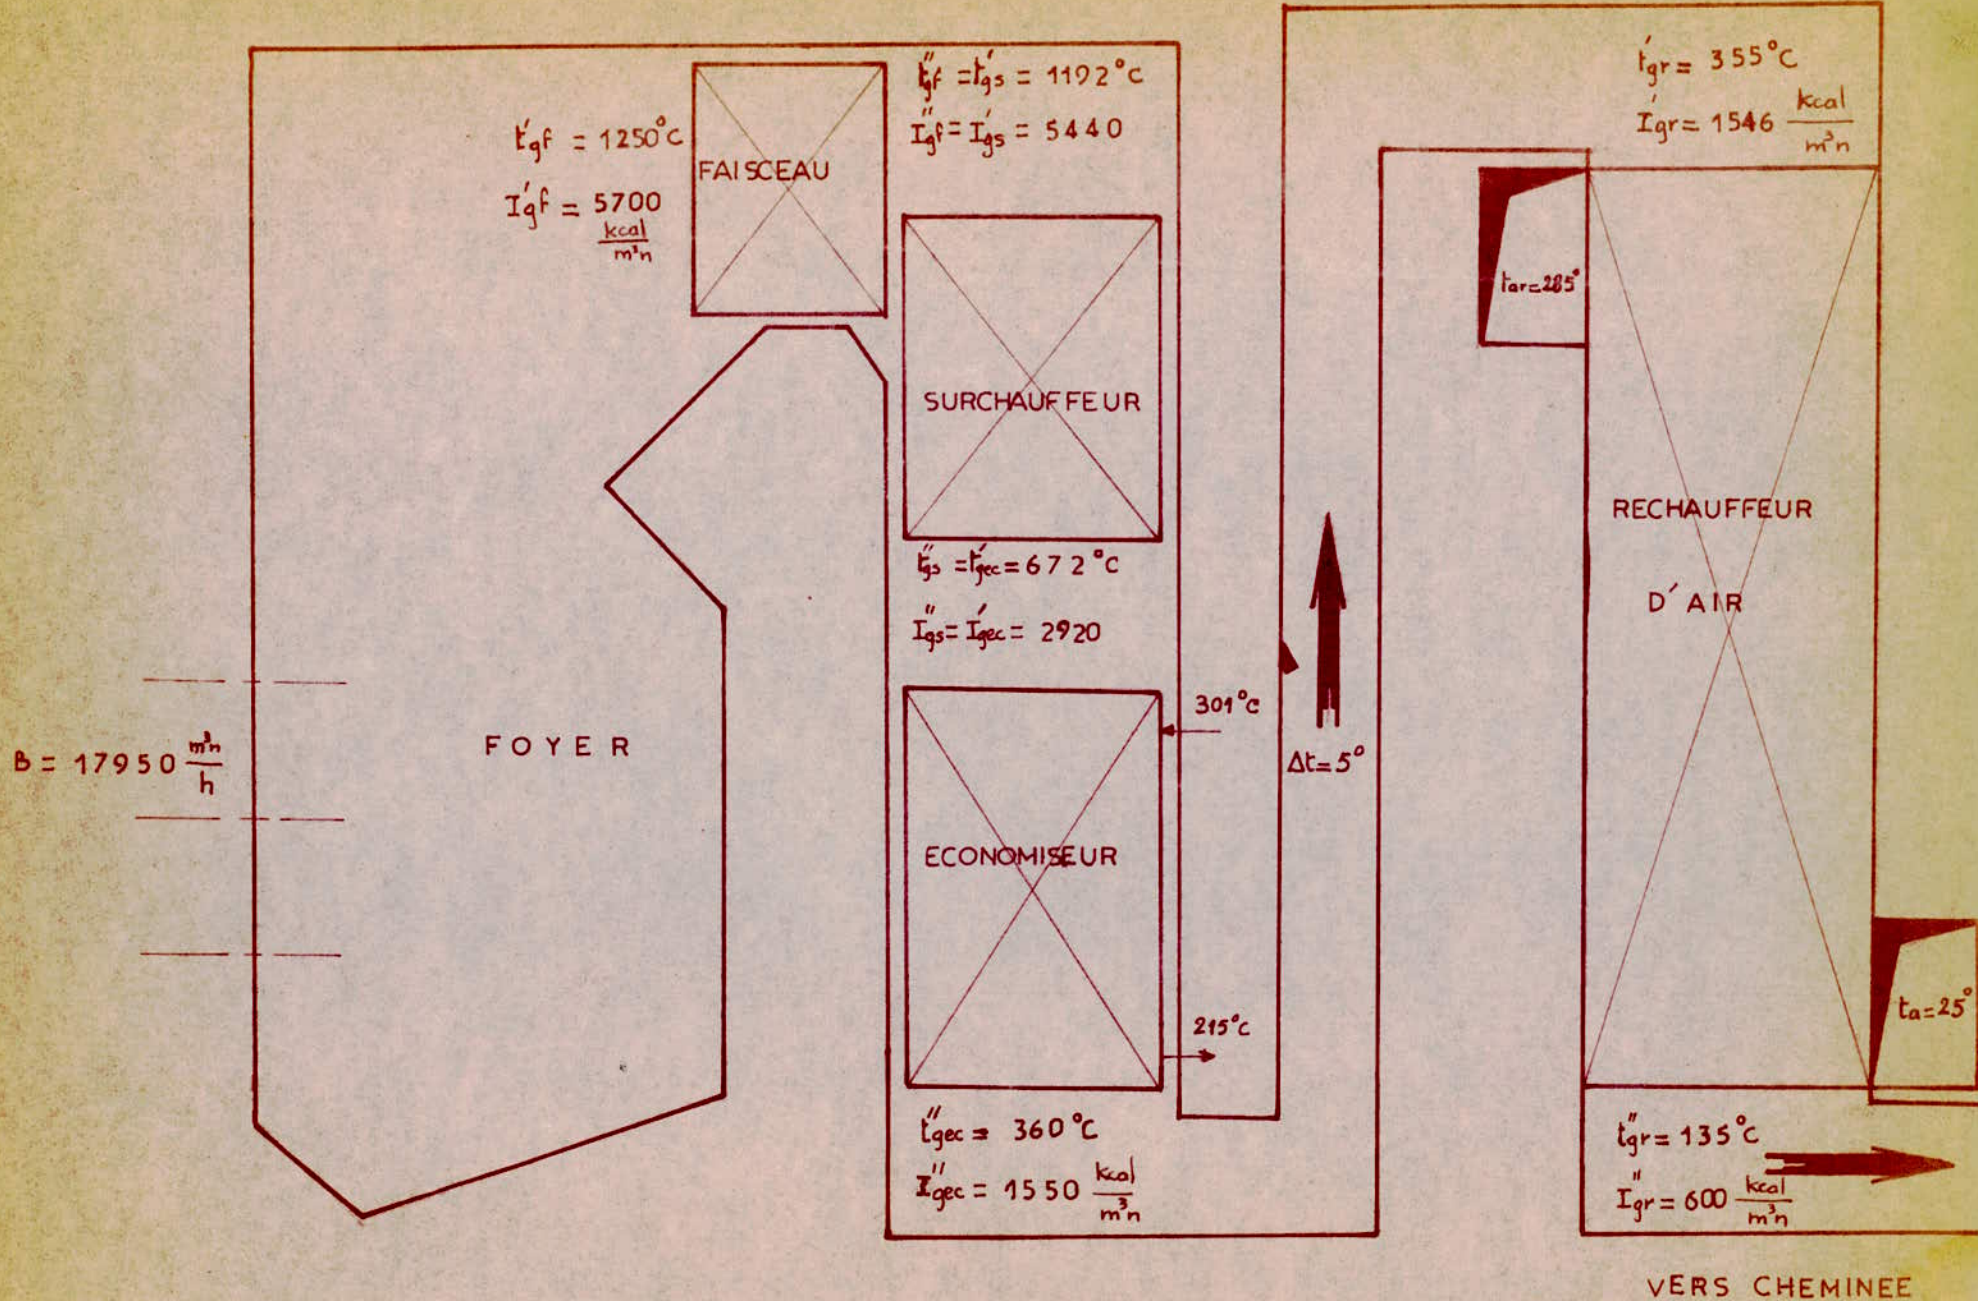 t'gf = 1250°C
I'gf = 5700 kcal/m³n
FAISCEAU
t"gf = t'gs = 1192°C
I"gf = I'gs = 5440
SURCHAUFFEUR
t"gs = t'gec = 672°C
I"gs = I'gec = 2920
B = 17950 m³n/h
FOYER
301°C
ECONOMISEUR
215°C
t"gec = 360°C
I"gec = 1550 kcal/m³n
Δt=5°
t'gr = 355°C
I'gr = 1546 kcal/m³n
tar=285°
RECHAUFFEUR
D'AIR
ta=25°
t"gr = 135°C
I"gr = 600 kcal/m³n
VERS CHEMINEE